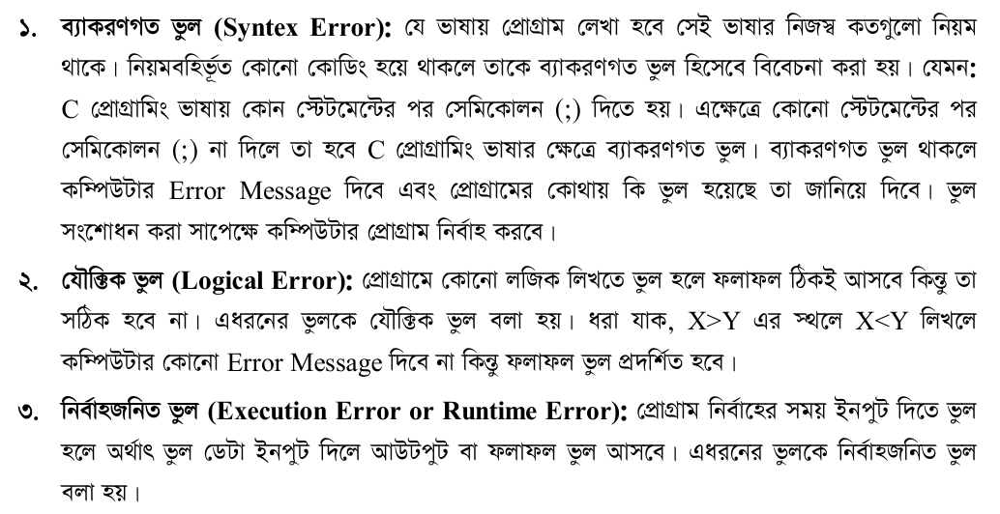 ১. ব্যাকরণগত ভুল (Syntex Error): যে ভাষায় প্রোগ্রাম লেখা হবে সেই ভাষার নিজস্ব কতগুলো নিয়ম
থাকে। নিয়মবহির্ভূত কোনো কোডিং হয়ে থাকলে তাকে ব্যাকরণগত ভুল হিসেবে বিবেচনা করা হয়। যেমন:
C প্রোগ্রামিং ভাষায় কোন স্টেটমেন্টের পর সেমিকোলন (;) দিতে হয়। এক্ষেত্রে কোনো স্টেটমেন্টের পর
সেমিকোলন (;) না দিলে তা হবে C প্রোগ্রামিং ভাষার ক্ষেত্রে ব্যাকরণগত ভুল। ব্যাকরণগত ভুল থাকলে
কম্পিউটার Error Message দিবে এবং প্রোগ্রামের কোথায় কি ভুল হয়েছে তা জানিয়ে দিবে। ভুল
সংশোধন করা সাপেক্ষে কম্পিউটার প্রোগ্রাম নির্বাহ করবে।
২. যৌক্তিক ভুল (Logical Error): প্রোগ্রামে কোনো লজিক লিখতে ভুল হলে ফলাফল ঠিকই আসবে কিন্তু তা
সঠিক হবে না। এধরনের ভুলকে যৌক্তিক ভুল বলা হয়। ধরা যাক, X>Y এর স্থলে X<Y লিখলে
কম্পিউটার কোনো Error Message দিবে না কিন্তু ফলাফল ভুল প্রদর্শিত হবে।
৩. নির্বাহজনিত ভুল (Execution Error or Runtime Error): প্রোগ্রাম নির্বাহের সময় ইনপুট দিতে ভুল
হলে অর্থাৎ ভুল ডেটা ইনপুট দিলে আউটপুট বা ফলাফল ভুল আসবে। এধরনের ভুলকে নির্বাহজনিত ভুল
বলা হয়।